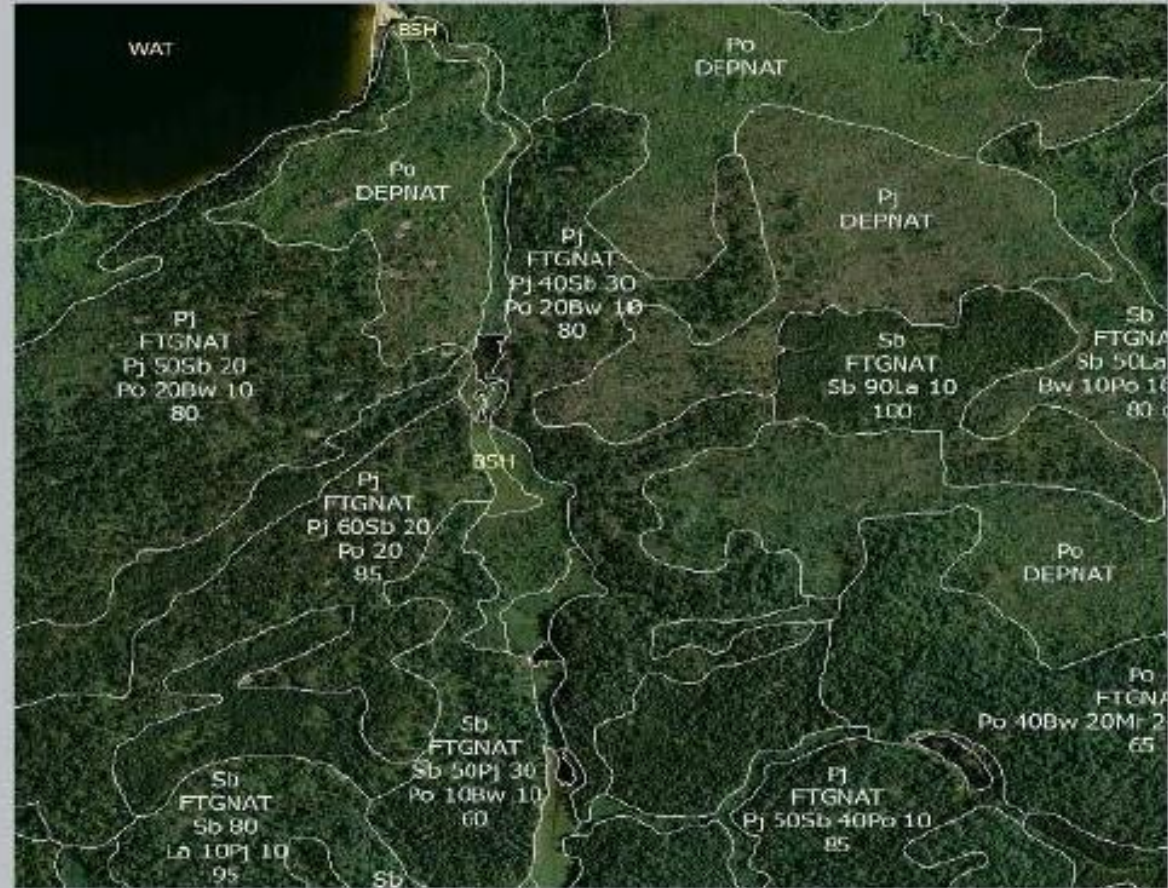 WAT
BSH
Po
DEPNAT
Po
DEPNAT
Pj
DEPNAT
Pj
FTGNAT
Pj 40Sb 30
Po 20Bw 10
80
Pj
FTGNAT
Pj 50Sb 20
Po 20Bw 10
80
Sb
FTGNAT
Sb 90La 10
100
Sb
FTGNA
Sb 50La
Bw 10Po 10
80
BSH
Pj
FTGNAT
Pj 60Sb 20
Po 20
95
Po
DEPNAT
Po
FTGNA
Po 40Bw 20Mr 2
65
Sb
FTGNAT
Sb 50Pj 30
Po 10Bw 10
60
Pj
FTGNAT
Pj 50Sb 40Po 10
85
Sb
FTGNAT
Sb 80
La 10Pj 10
95
Sb